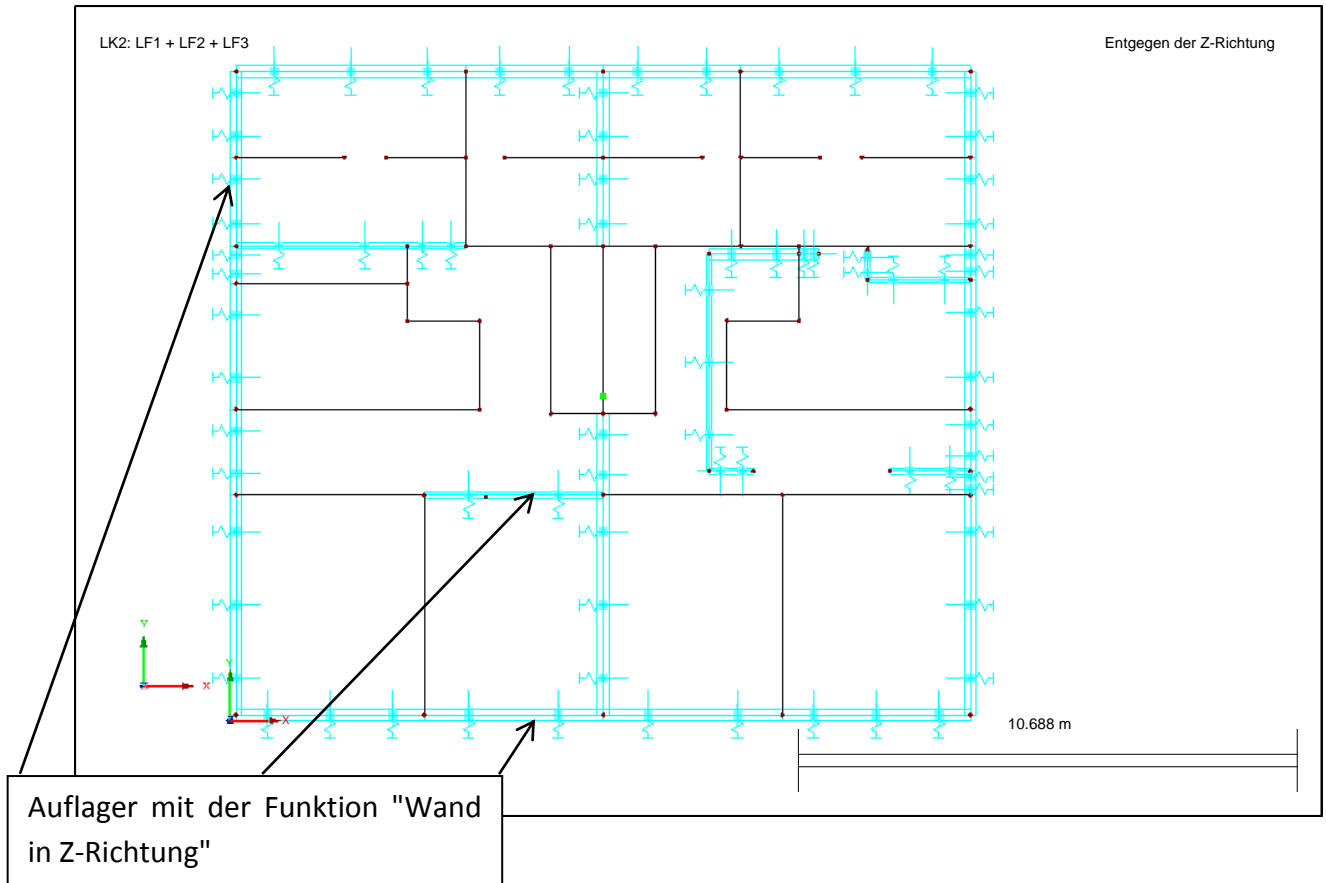 LK2: LF1 + LF2 + LF3
Entgegen der Z-Richtung
Y
X
Z
Y
X
Z
10.688 m
Auflager mit der Funktion "Wand
in Z-Richtung"